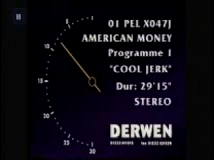 01 PEL X047J
AMERICAN MONEY
Programme 1
"COOL JERK"
Dur: 29'15"
STEREO
DERWEN
5
10
15
20
25
30